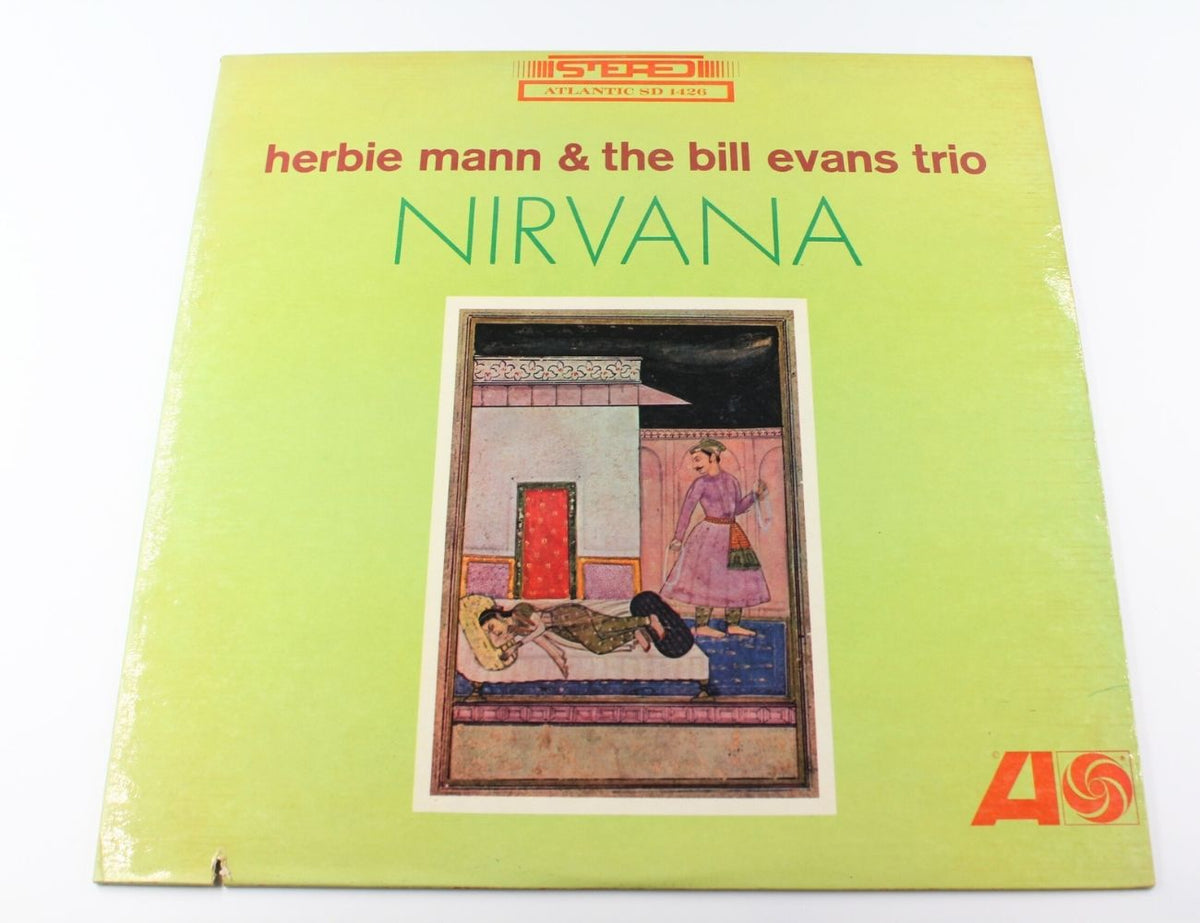 STEREO
ATLANTIC SD 1426
herbie mann & the bill evans trio
NIRVANA
A